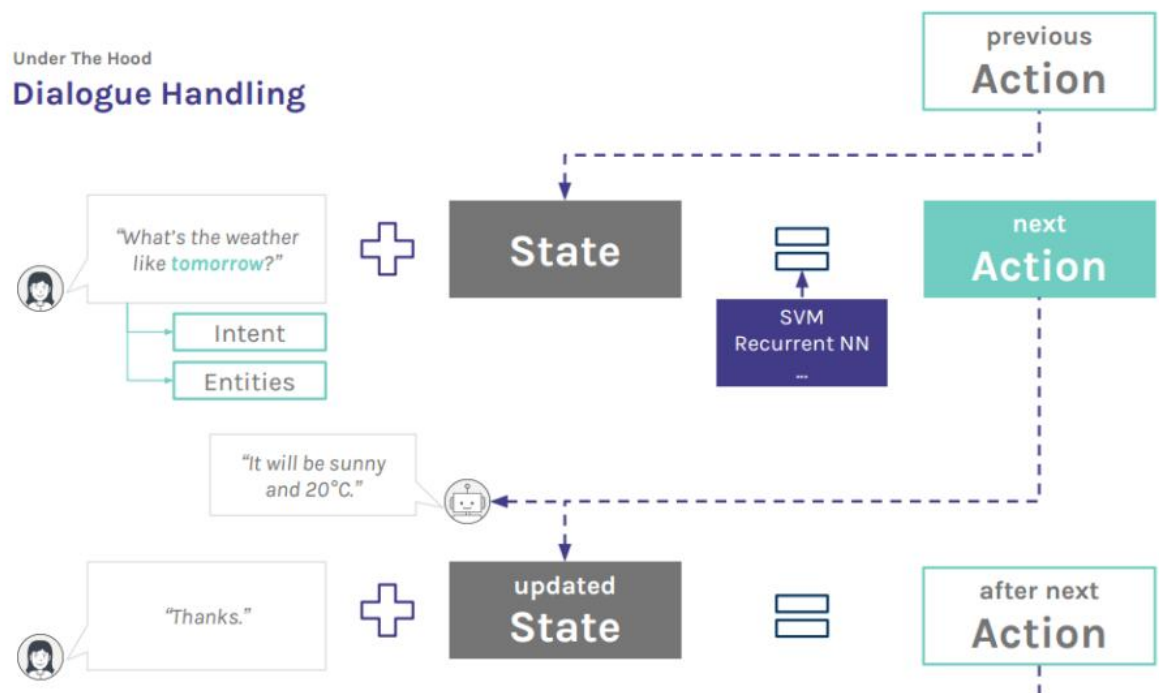 Under The Hood
Dialogue Handling
previous
Action
“What's the weather
like tomorrow?”
State
next
Action
Intent
Entities
SVM
Recurrent NN
...
“It will be sunny
and 20°C.”
“Thanks.”
updated
State
after next
Action